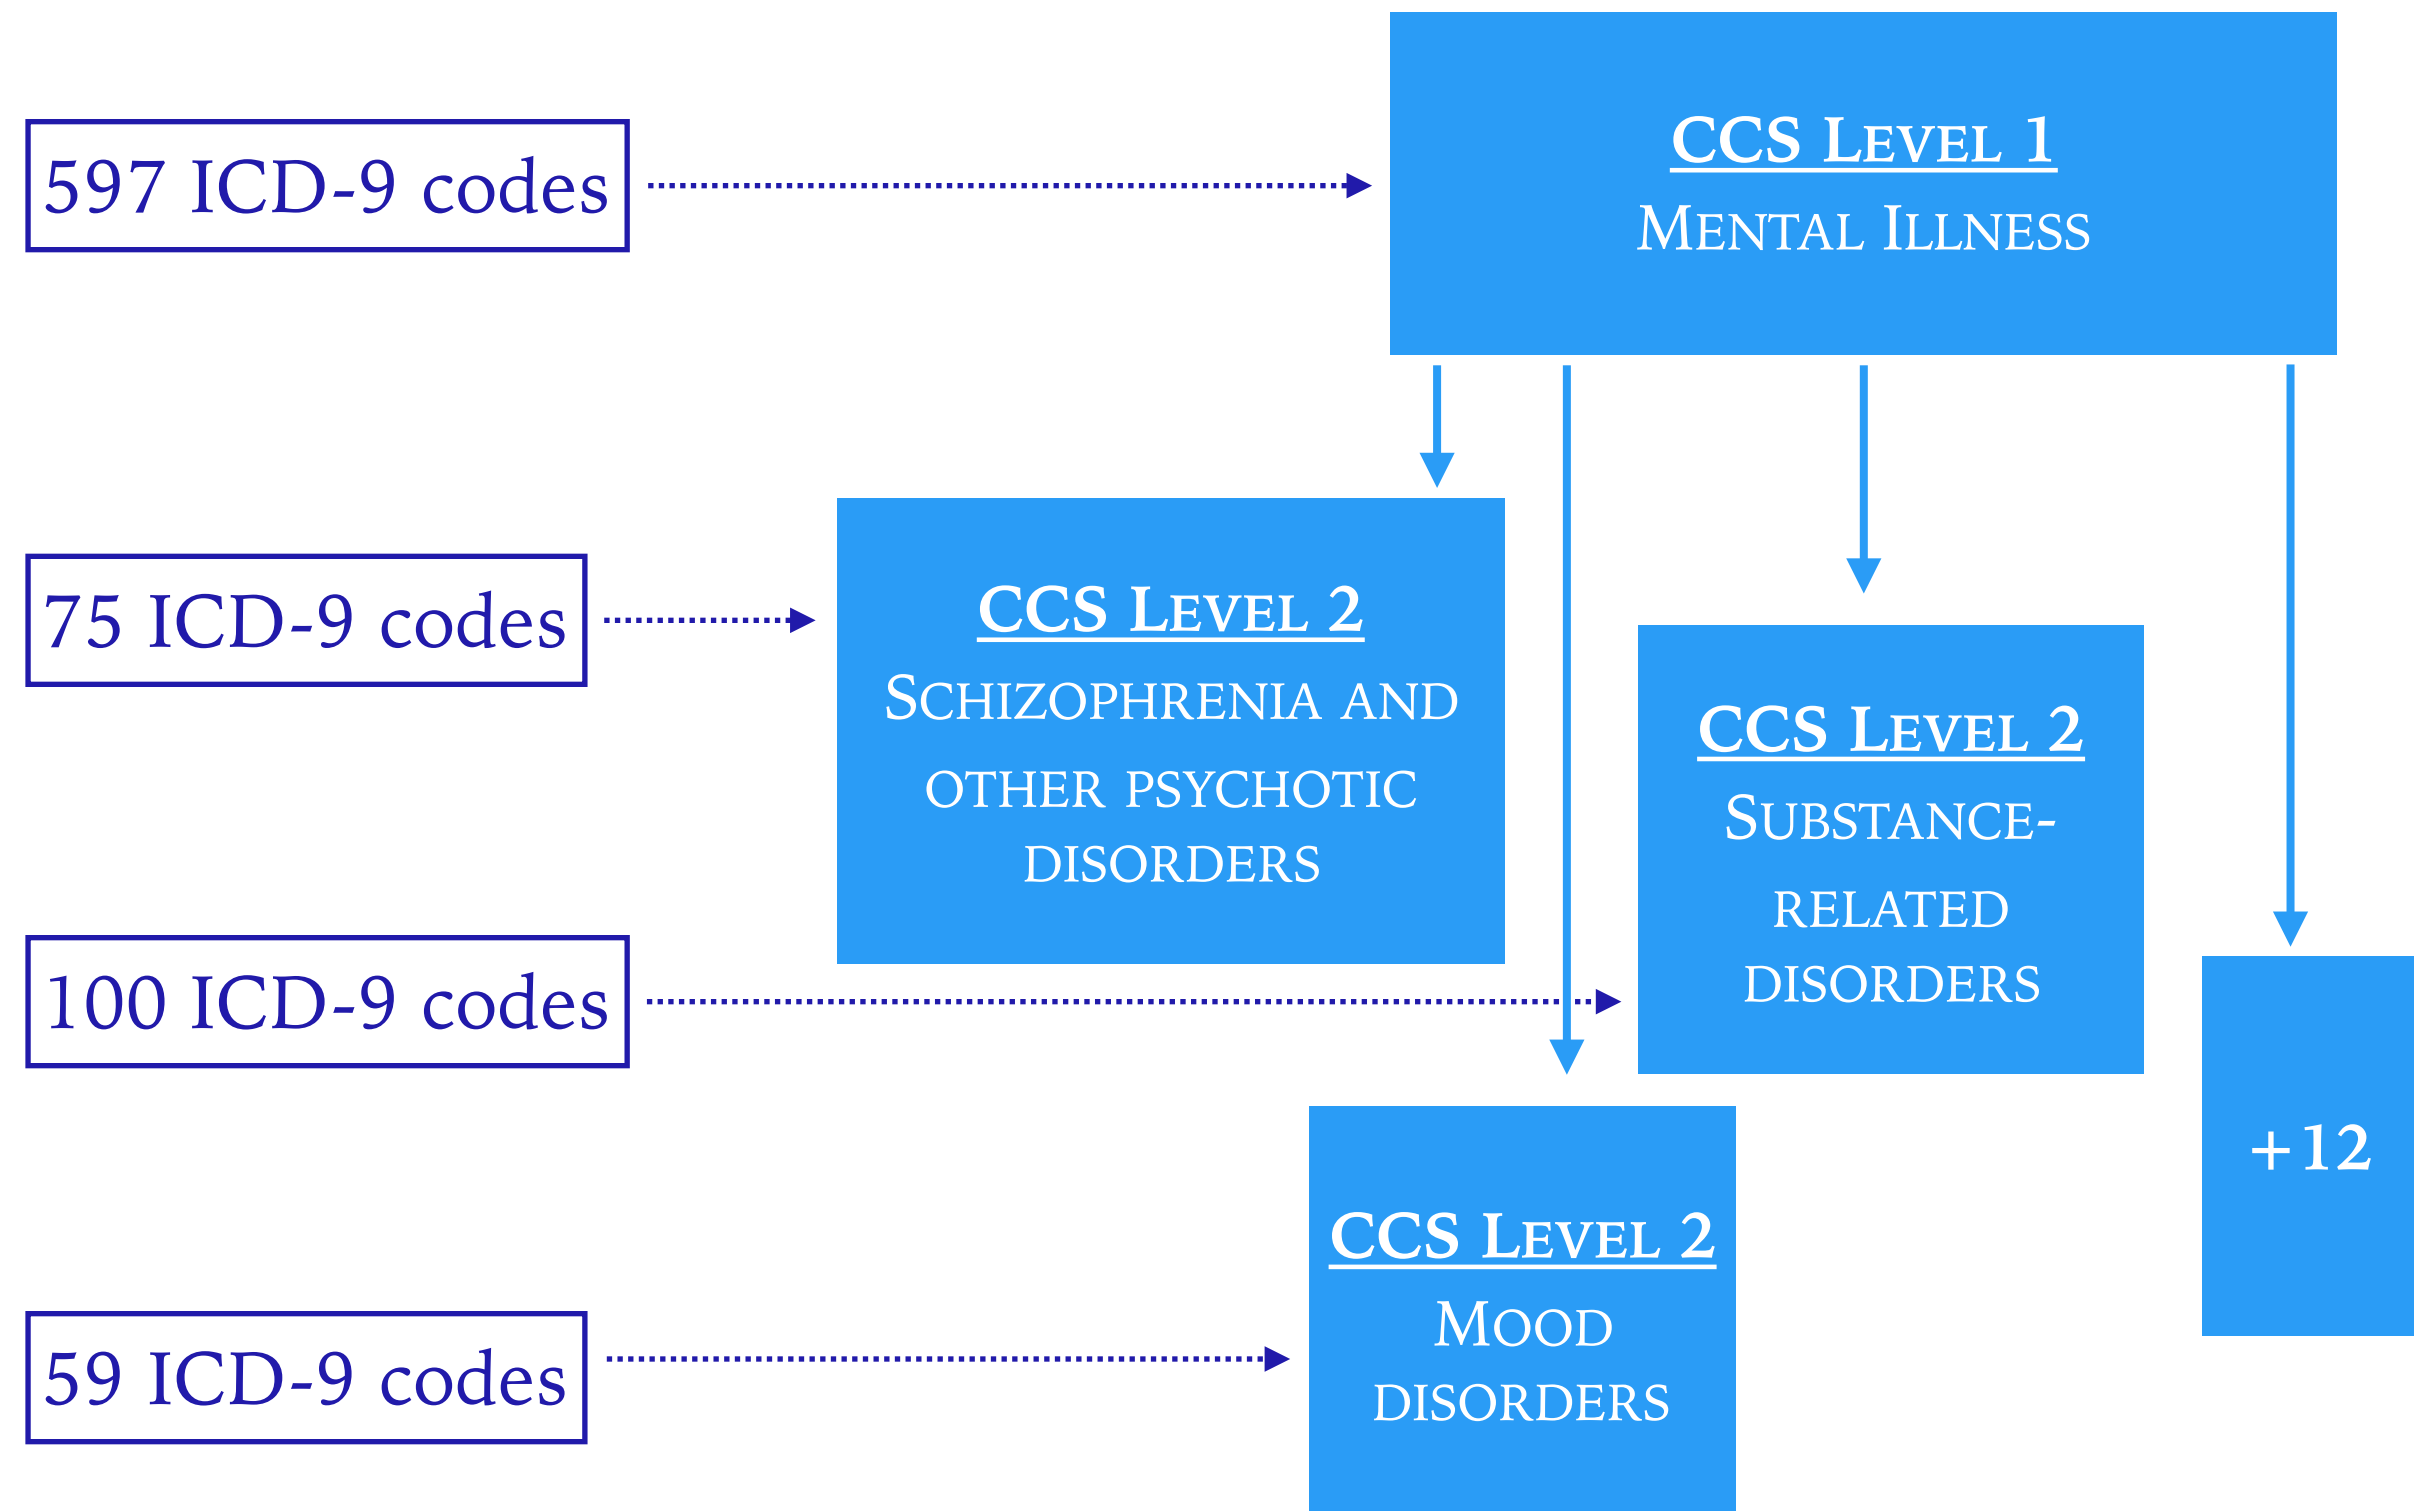 597 ICD-9 codes
CCS Level 1
Mental Illness
75 ICD-9 codes
CCS Level 2
Schizophrenia and
other psychotic
disorders
CCS Level 2
Substance-
related
disorders
100 ICD-9 codes
+12
CCS Level 2
Mood
disorders
59 ICD-9 codes